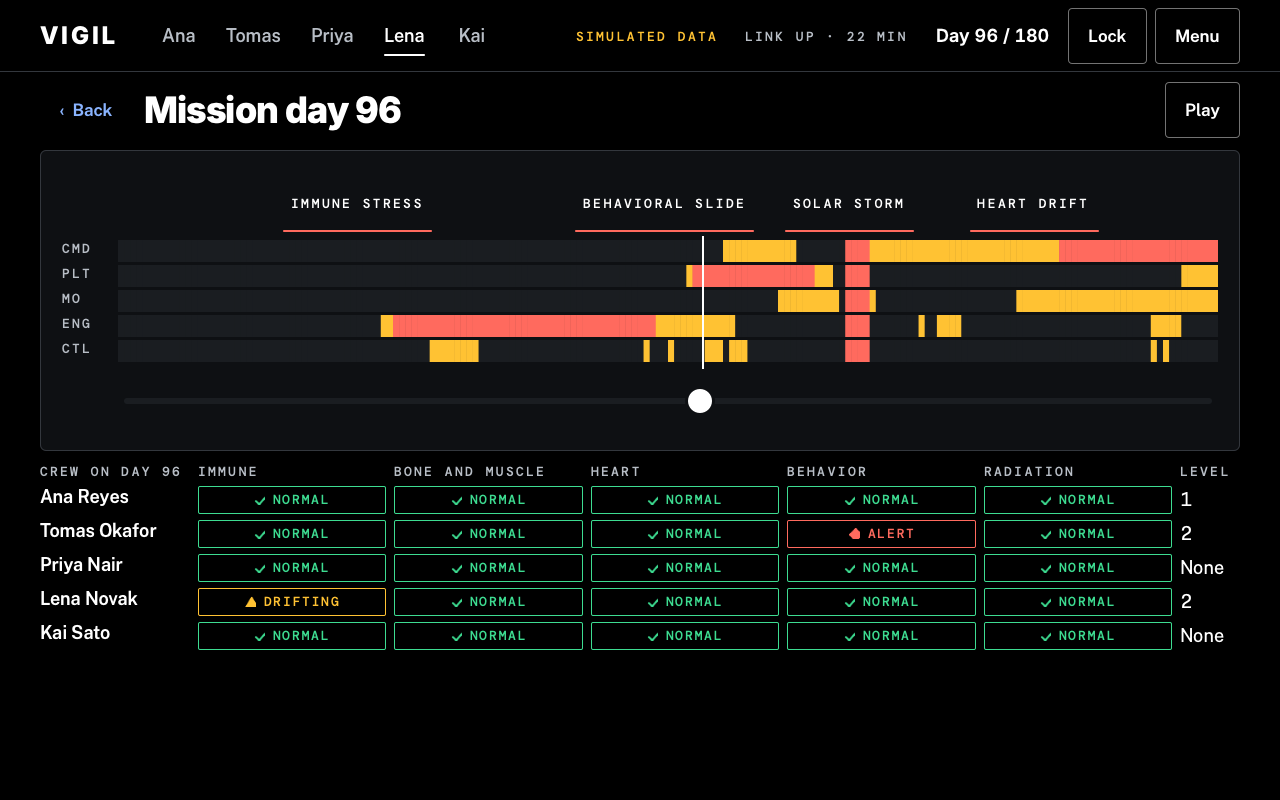 VIGIL Ana Tomas Priya Lena Kai SIMULATED DATA LINK UP · 22 MIN Day 96 / 180 Lock Menu
‹ Back Mission day 96 Play
IMMUNE STRESS BEHAVIORAL SLIDE SOLAR STORM HEART DRIFT
CMD
PLT
MO
ENG
CTL
CREW ON DAY 96 IMMUNE BONE AND MUSCLE HEART BEHAVIOR RADIATION LEVEL
Ana Reyes NORMAL NORMAL NORMAL NORMAL NORMAL 1
Tomas Okafor NORMAL NORMAL NORMAL ALERT NORMAL 2
Priya Nair NORMAL NORMAL NORMAL NORMAL NORMAL None
Lena Novak DRIFTING NORMAL NORMAL NORMAL NORMAL 2
Kai Sato NORMAL NORMAL NORMAL NORMAL NORMAL None